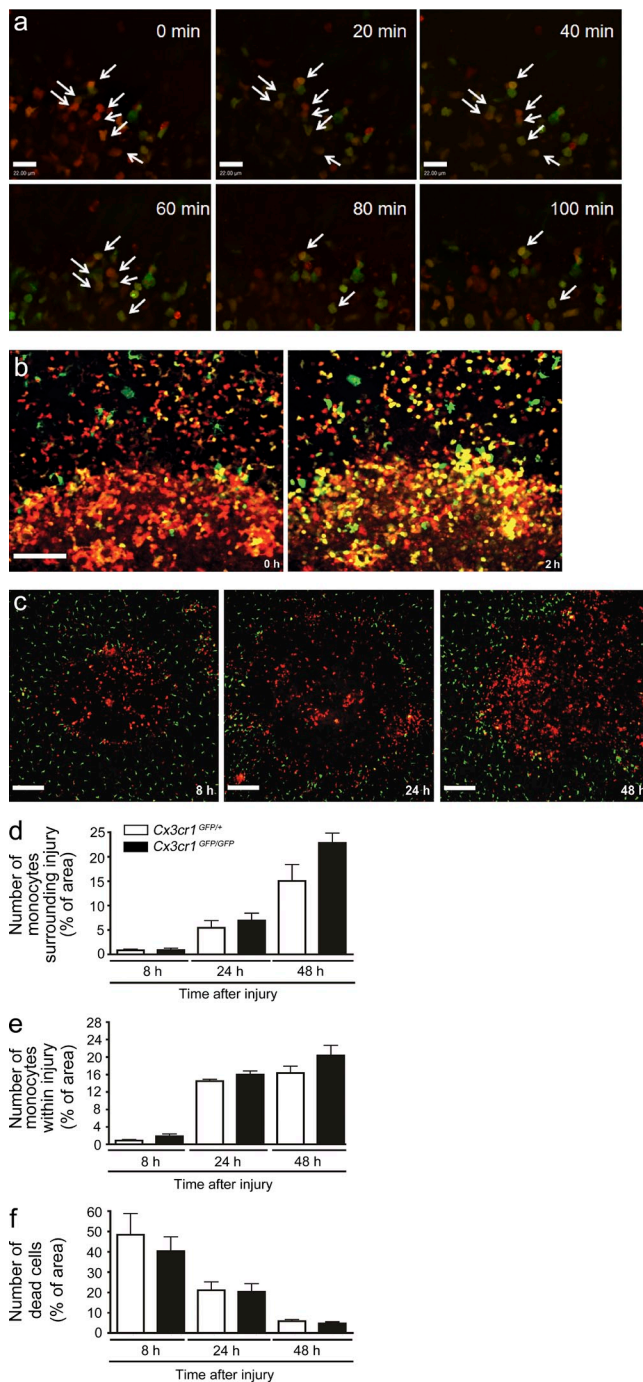 a
0 min
20 min
40 min
22.00 µm
22.00 µm
22.00 µm
60 min
80 min
100 min
b
0 h
2 h
c
8 h
24 h
48 h
d
Number of
monocytes
surrounding injury
(% of area)
25
20
15
10
5
0
Cx3cr1 GFP/+
Cx3cr1 GFP/GFP
8 h
24 h
48 h
Time after injury
e
Number of
monocytes
within injury
(% of area)
28
24
20
16
12
8
4
0
8 h
24 h
48 h
Time after injury
f
Number of
dead cells
(% of area)
60
50
40
30
20
10
0
8 h
24 h
48 h
Time after injury